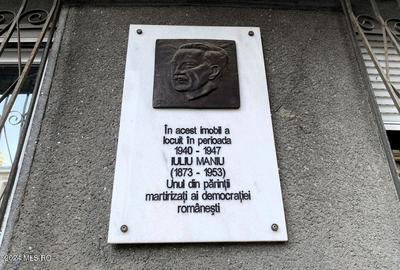 În acest imobil a
locuit în perioada
1940 - 1947
IULIU MANIU
(1873 - 1953)
Unul din părinții
martirizați ai democrației
românești
©2024 MES.RO